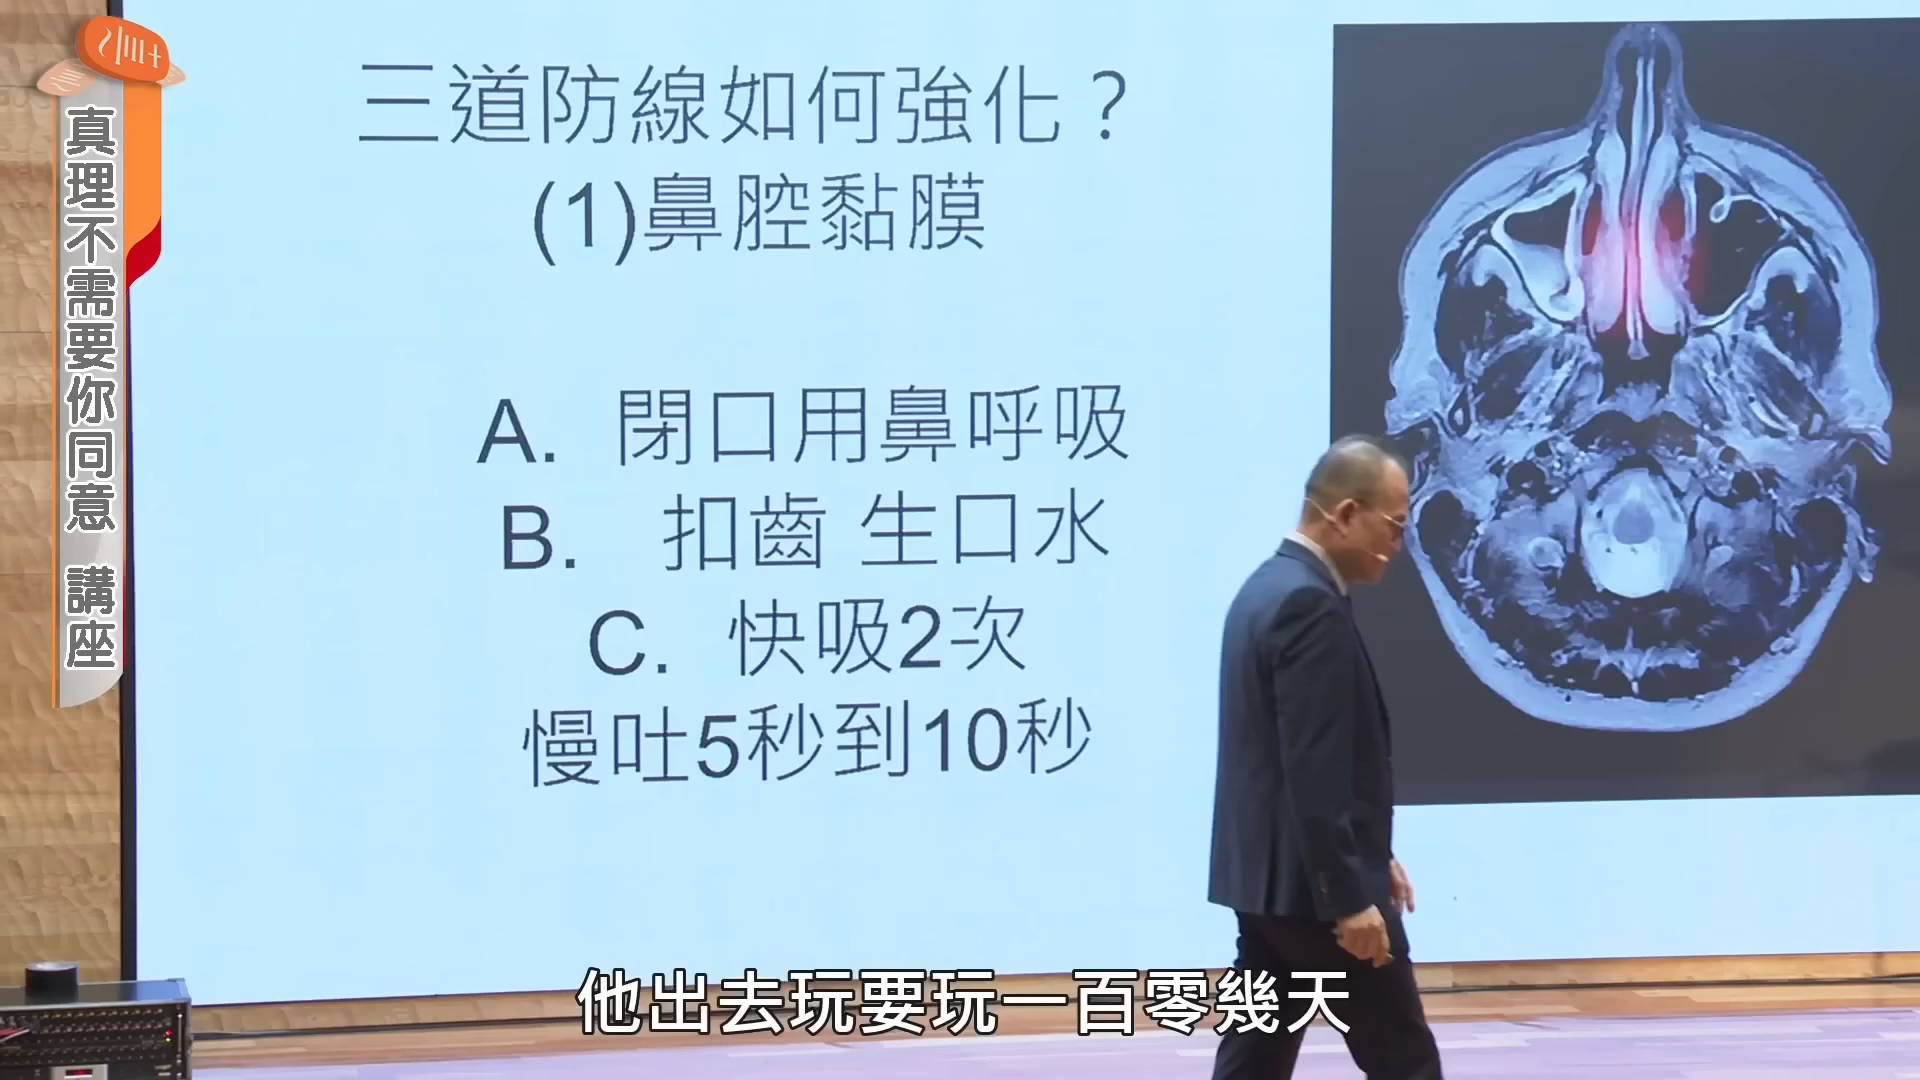 真理不需要你同意 講座
三道防線如何強化？
(1)鼻腔黏膜
A. 閉口用鼻呼吸
B. 扣齒 生口水
C. 快吸2次
慢吐5秒到10秒
他出去玩要玩一百零幾天